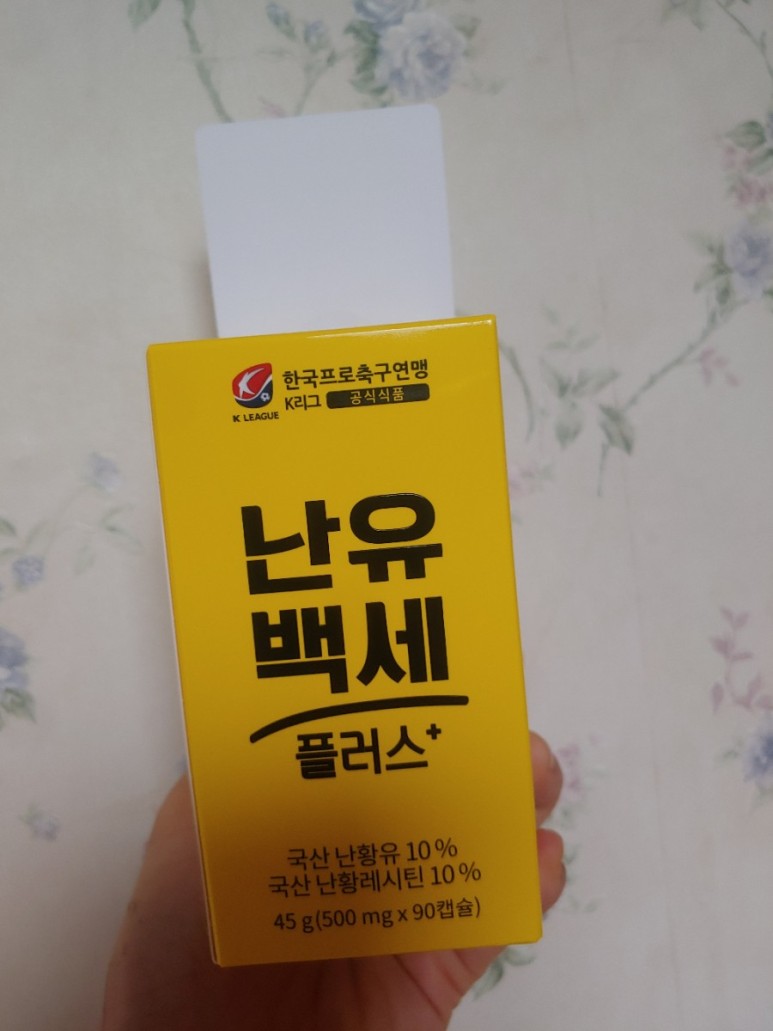 한국프로축구연맹
K LEAGUE
K리그 공식식품
난유
백세
플러스+
국산 난황유 10 %
국산 난황레시틴 10 %
45 g(500 mg x 90캡슐)